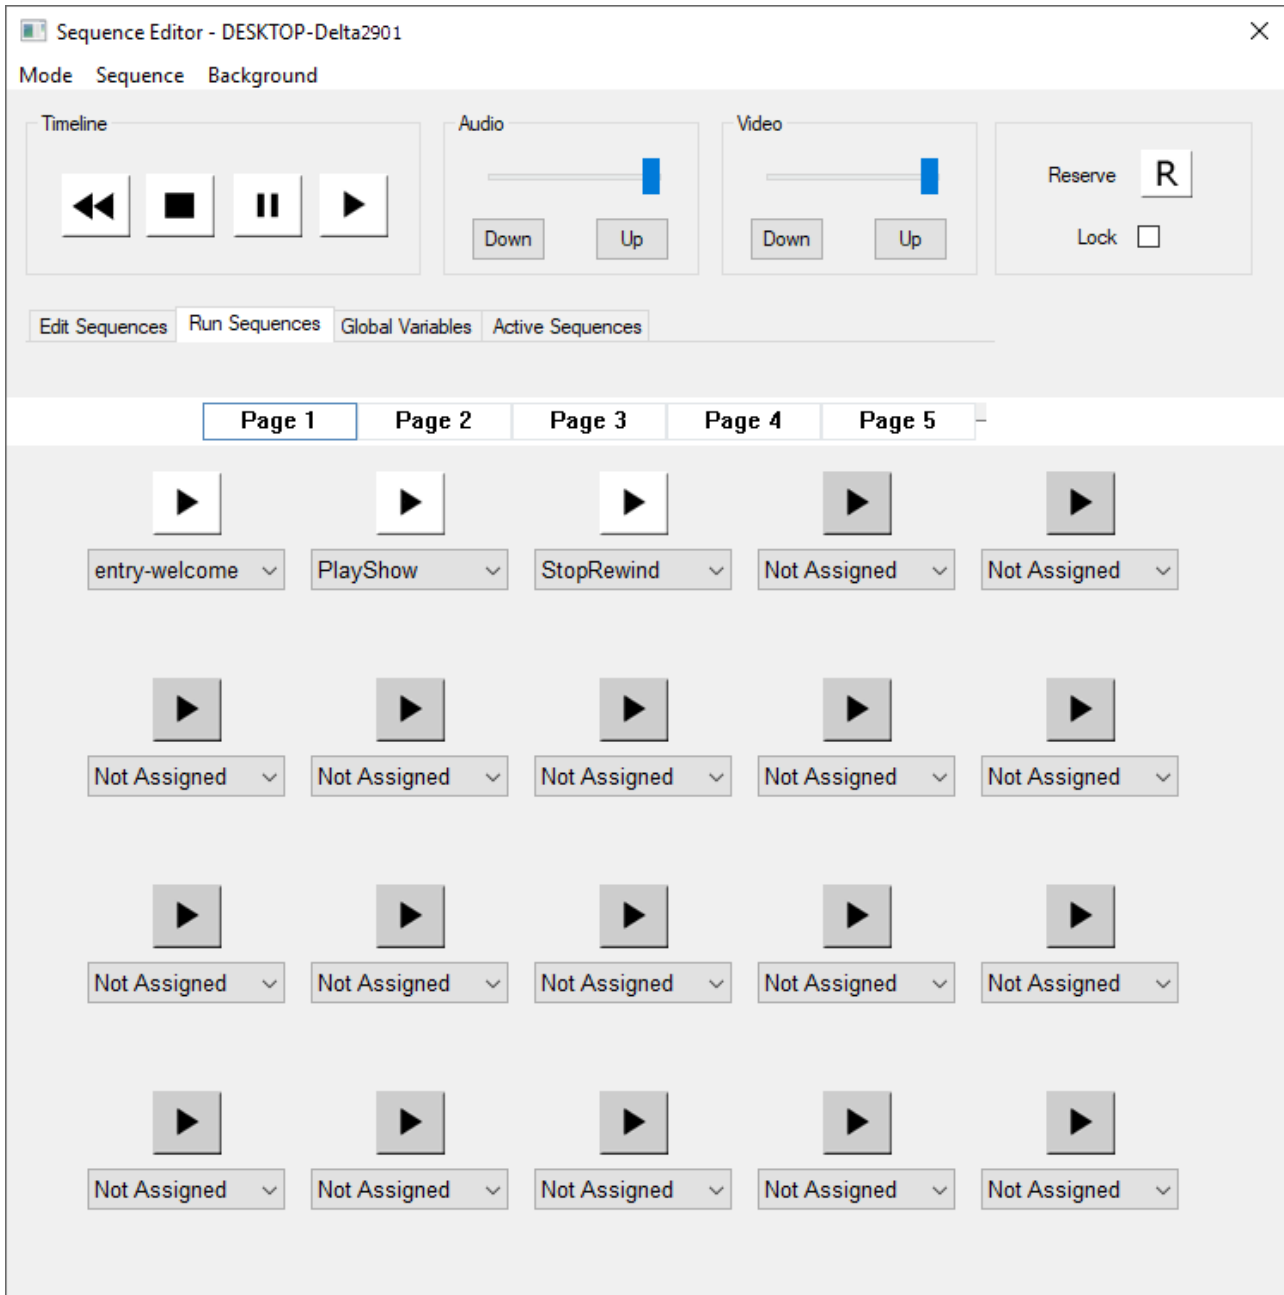 Sequence Editor - DESKTOP-Delta2901
Mode Sequence Background
Timeline
Audio
Video
Down Up
Down Up
Reserve R
Lock
Edit Sequences Run Sequences Global Variables Active Sequences
Page 1 Page 2 Page 3 Page 4 Page 5
entry-welcome PlayShow StopRewind Not Assigned Not Assigned
Not Assigned Not Assigned Not Assigned Not Assigned Not Assigned
Not Assigned Not Assigned Not Assigned Not Assigned Not Assigned
Not Assigned Not Assigned Not Assigned Not Assigned Not Assigned